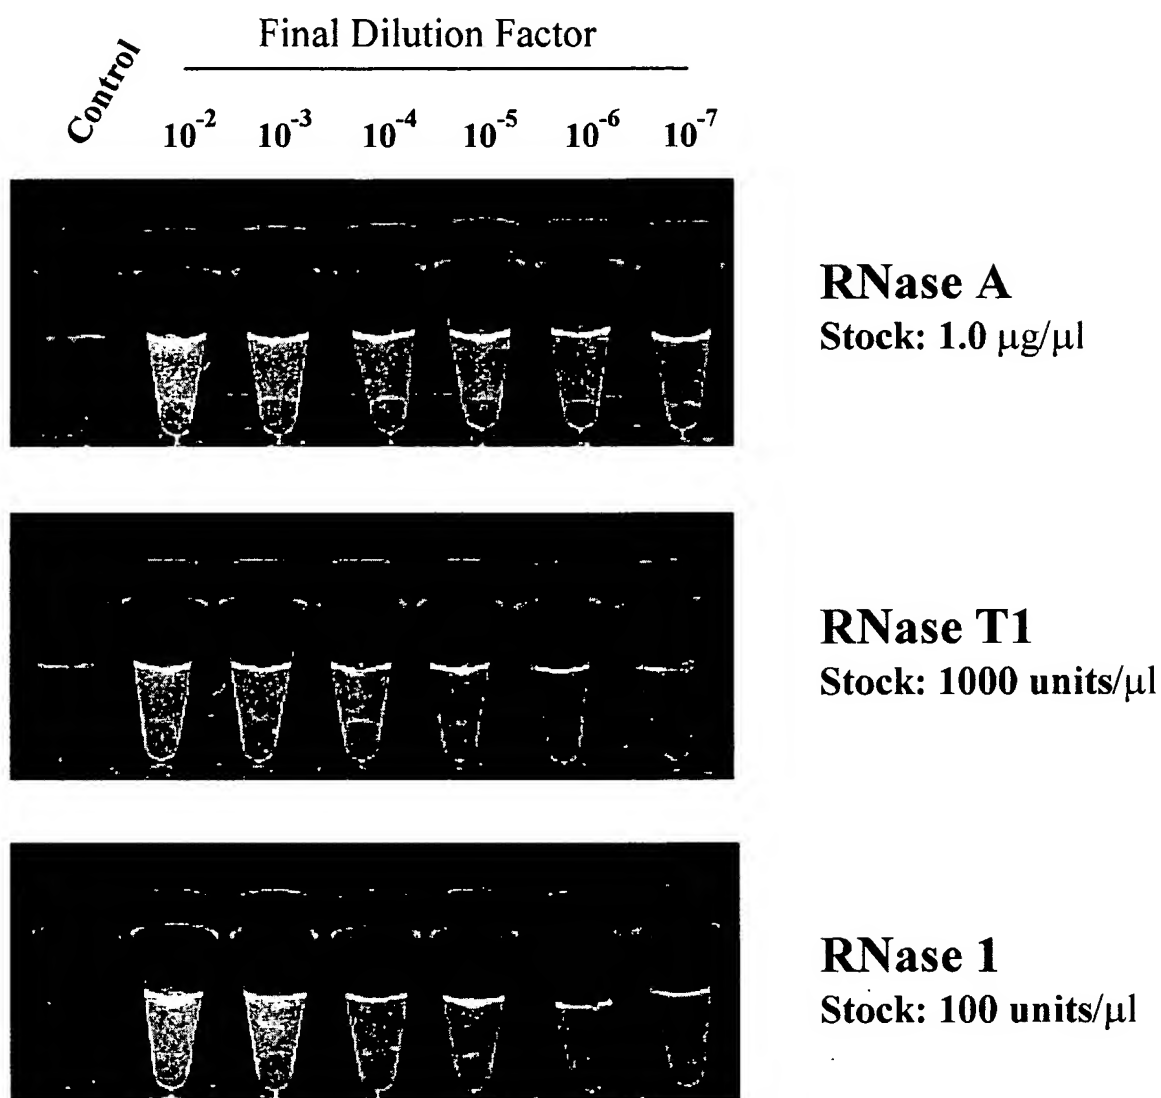 Final Dilution Factor
Control
10⁻² 10⁻³ 10⁻⁴ 10⁻⁵ 10⁻⁶ 10⁻⁷
RNase A
Stock: 1.0 μg/μl
RNase T1
Stock: 1000 units/μl
RNase 1
Stock: 100 units/μl